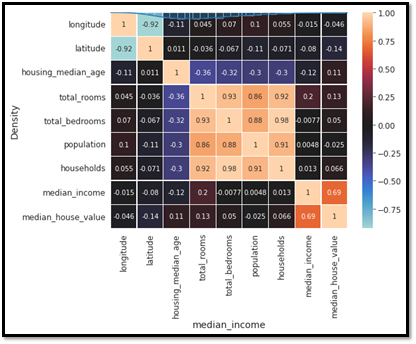 longitude 1 -0.92 -0.11 0.045 0.07 0.1 0.055 -0.015 -0.046
latitude -0.92 1 0.011 -0.036 -0.067 -0.11 -0.071 -0.08 -0.14
housing_median_age -0.11 0.011 1 -0.36 -0.32 -0.3 -0.3 -0.12 0.11
total_rooms 0.045 -0.036 -0.36 1 0.93 0.86 0.92 0.2 0.13
total_bedrooms 0.07 -0.067 -0.32 0.93 1 0.88 0.98 -0.0077 0.05
population 0.1 -0.11 -0.3 0.86 0.88 1 0.91 0.0048 -0.025
households 0.055 -0.071 -0.3 0.92 0.98 0.91 1 0.013 0.066
median_income -0.015 -0.08 -0.12 0.2 -0.0077 0.0048 0.013 1 0.69
median_house_value -0.046 -0.14 0.11 0.13 0.05 -0.025 0.066 0.69 1
Density
longitude
latitude
housing_median_age
total_rooms
total_bedrooms
population
households
median_income
median_house_value
median_income
1.00
0.75
0.50
0.25
0.00
-0.25
-0.50
-0.75